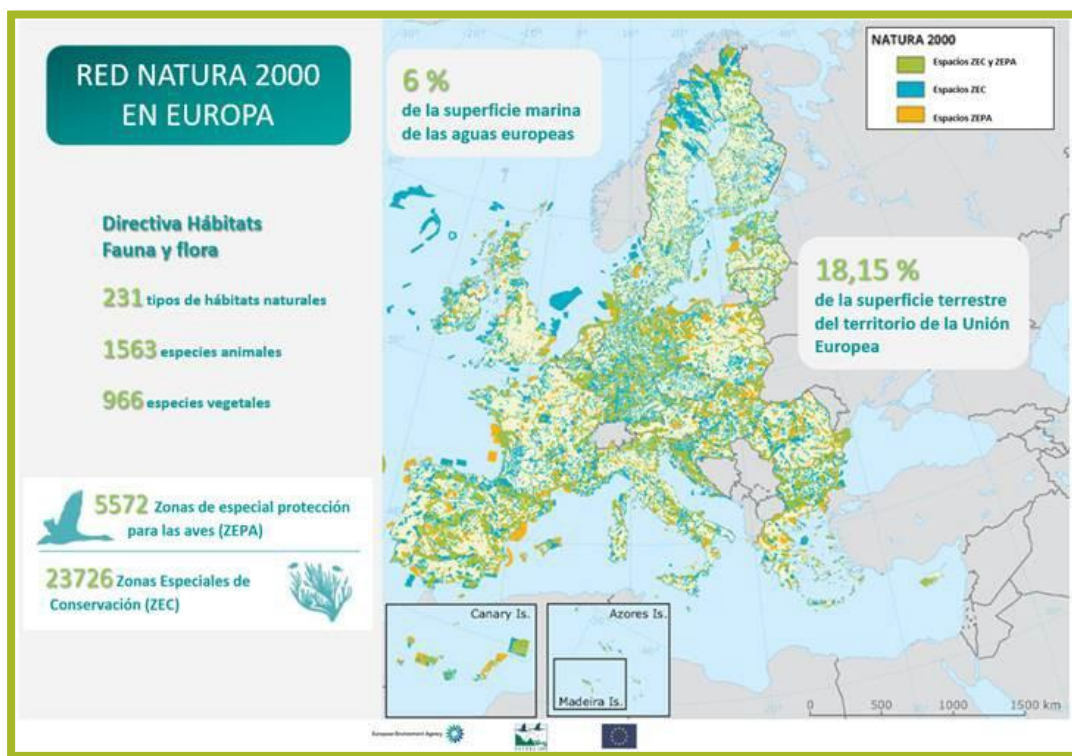 RED NATURA 2000
EN EUROPA
Directiva Hábitats
Fauna y flora
231 tipos de hábitats naturales
1563 especies animales
966 especies vegetales
5572 Zonas de especial protección
para las aves (ZEPA)
23726 Zonas Especiales de
Conservación (ZEC)
6 %
de la superficie marina
de las aguas europeas
NATURA 2000
Espacios ZEC y ZEPA
Espacios ZEC
Espacios ZEPA
18,15 %
de la superficie terrestre
del territorio de la Unión
Europea
Canary Is.
Azores Is.
Madeira Is.
0 500 1000 1500 km
European Environment Agency